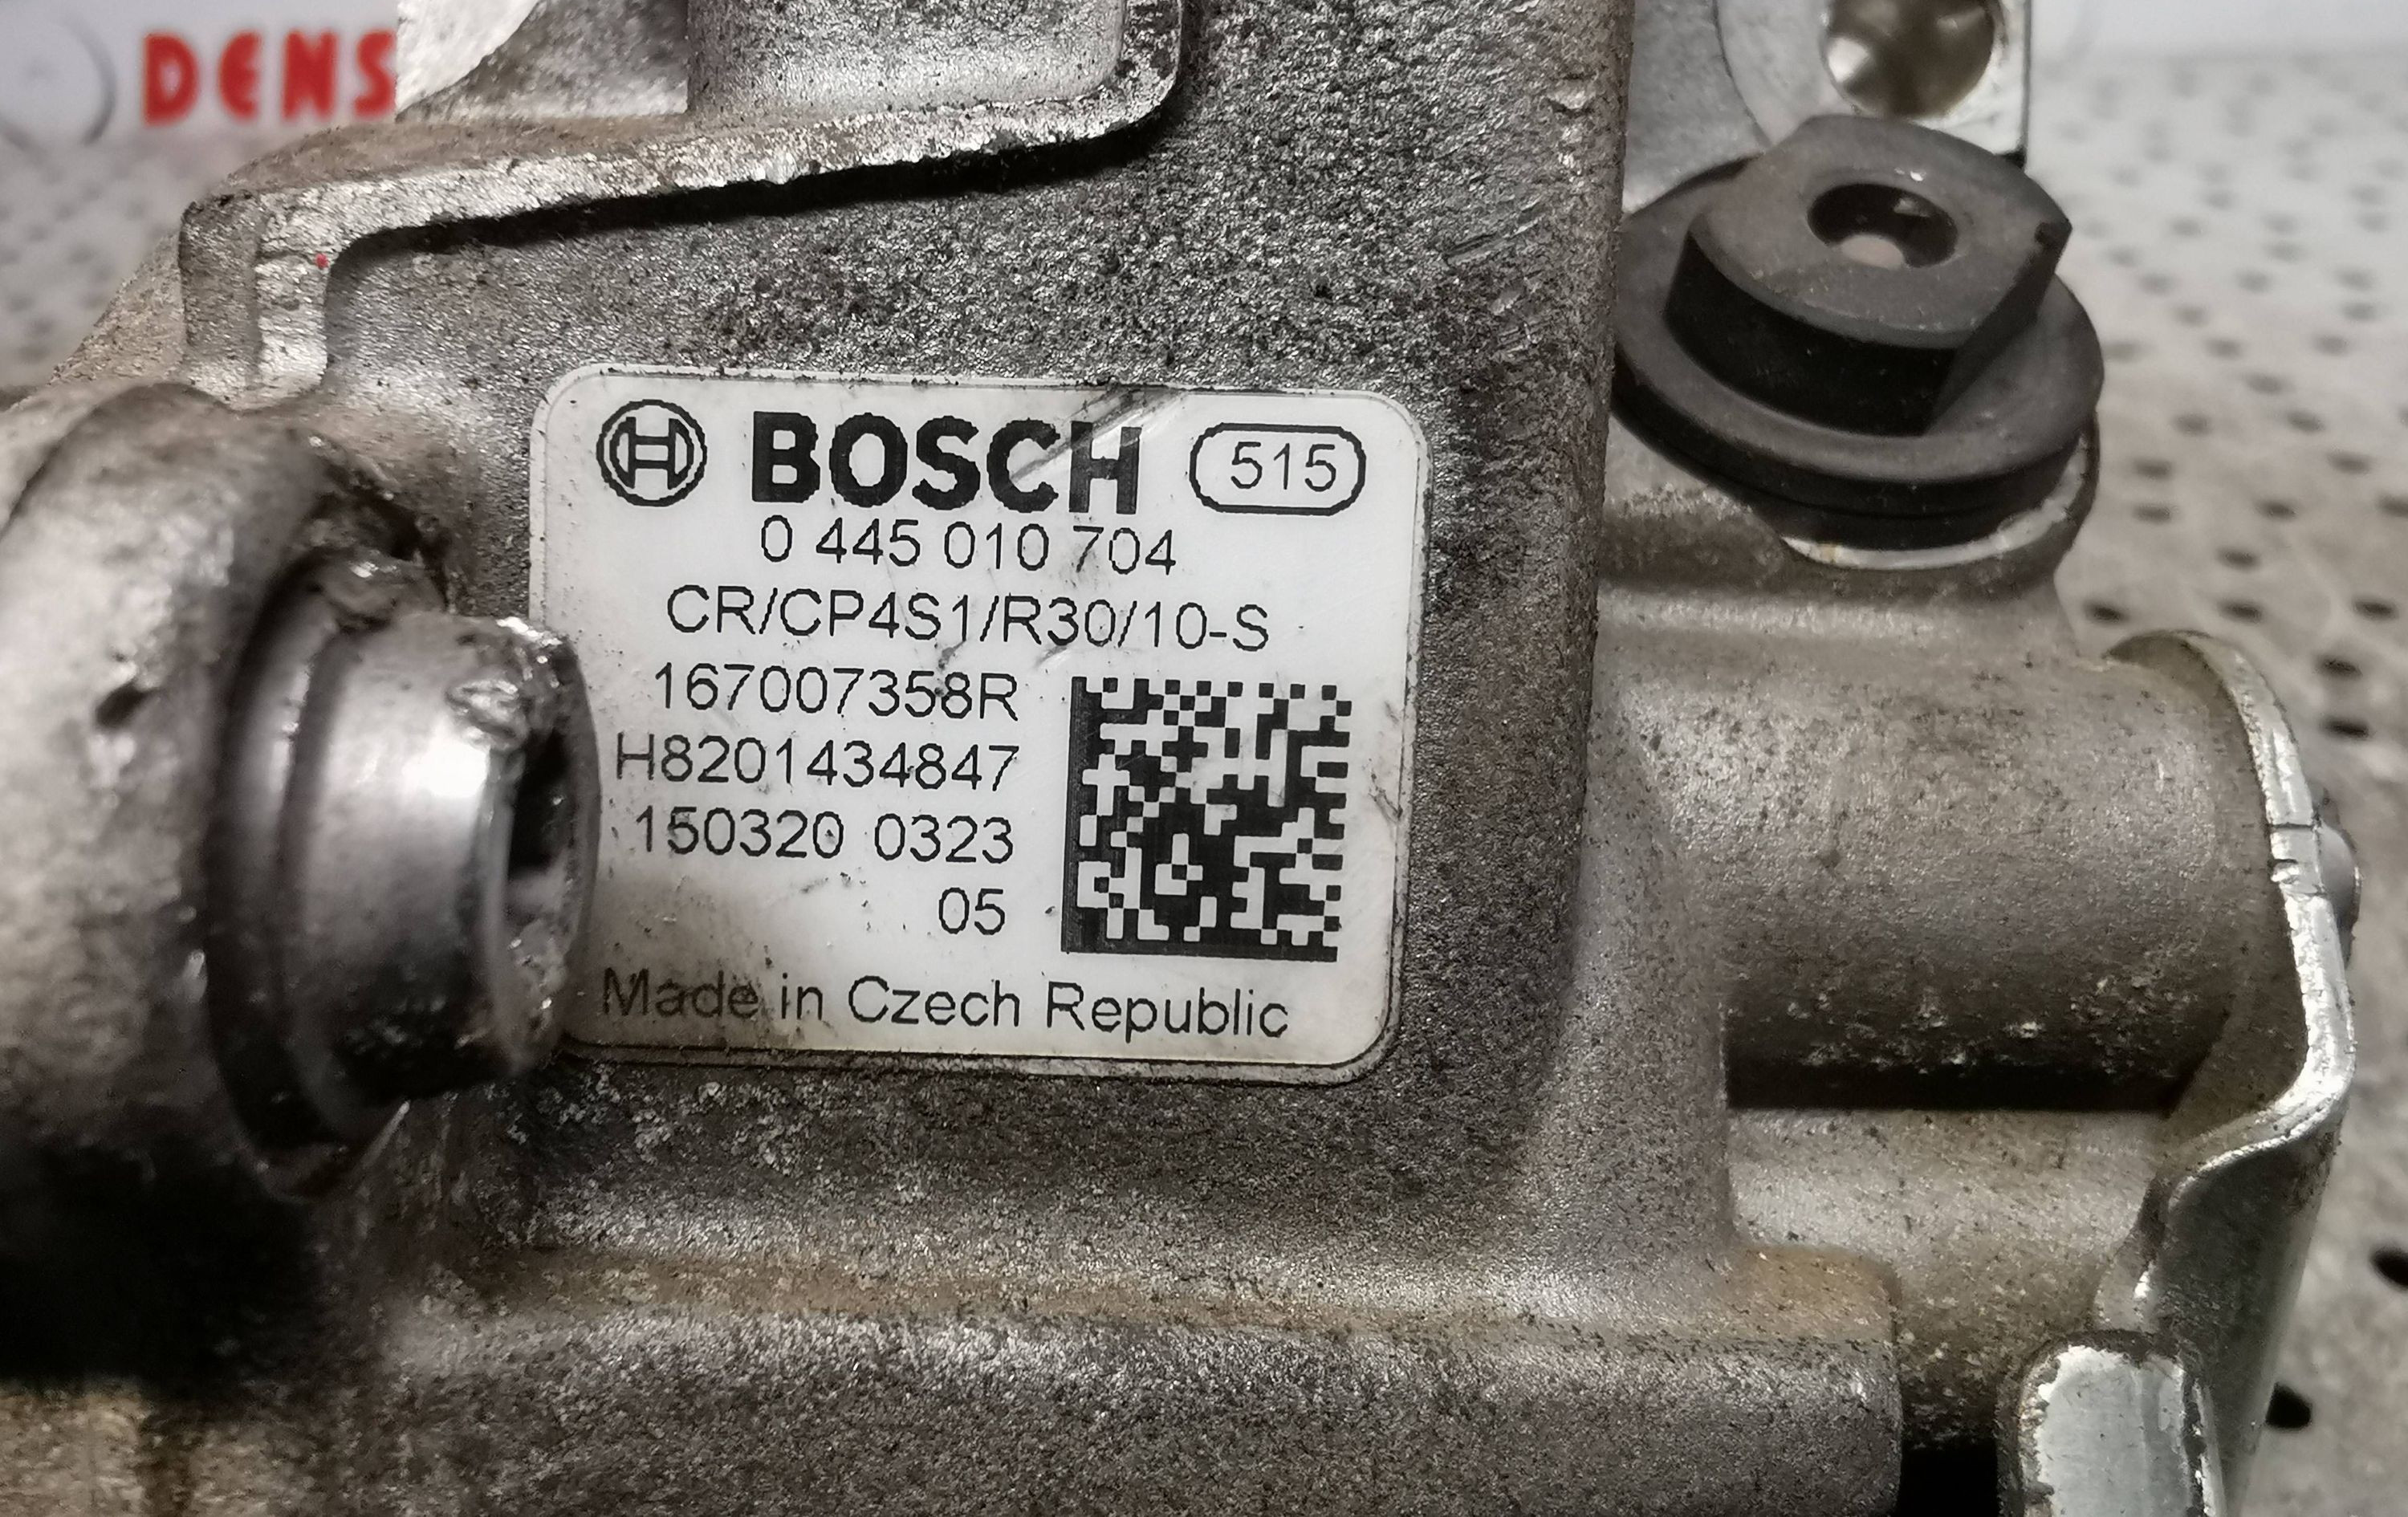 DENS
BOSCH 515
0 445 010 704
CR/CP4S1/R30/10-S
167007358R
H8201434847
150320 0323
05
Made in Czech Republic